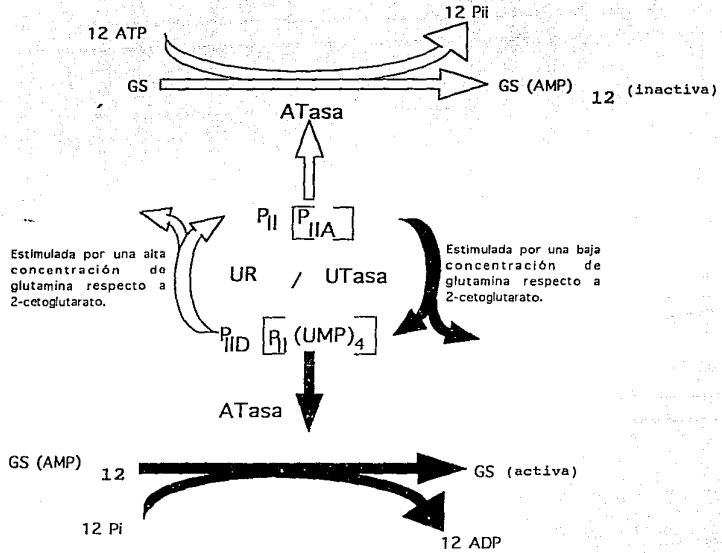 12 ATP
12 Pii
GS
GS (AMP) 12 (inactiva)
ATasa
PII [PIIA]
Estimulada por una alta
concentración de
glutamina respecto a
2-cetoglutarato.
UR / UTasa
Estimulada por una baja
concentración de
glutamina respecto a
2-cetoglutarato.
PIID [PII (UMP)4]
ATasa
GS (AMP) 12
GS (activa)
12 Pi
12 ADP